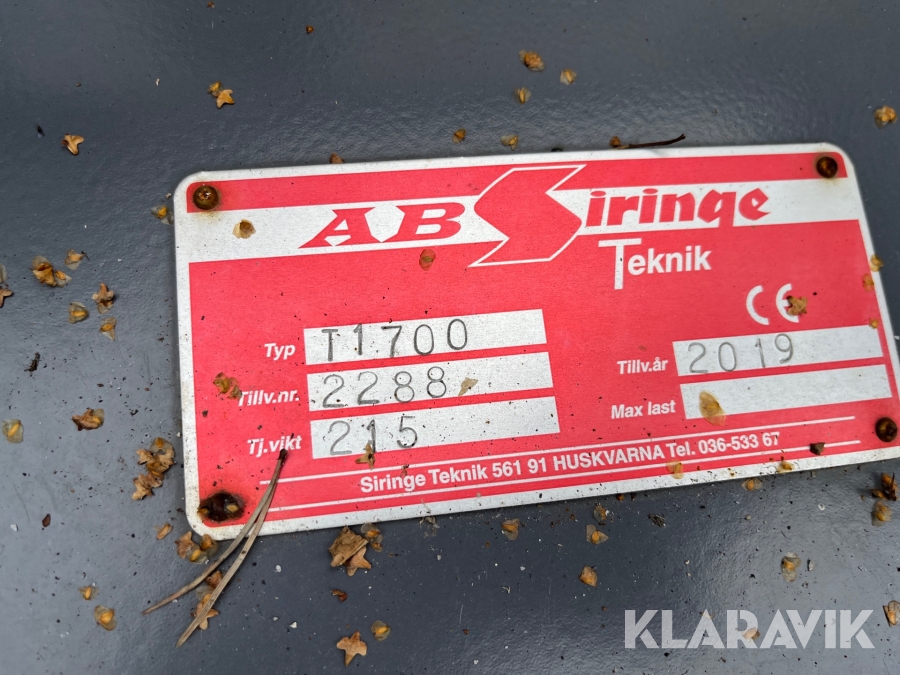 AB Siringe
Teknik
CE
Typ T1700
Tillv.nr. 2288
Tj.vikt 215
Tillv.år 2019
Max last
Siringe Teknik 561 91 HUSKVARNA Tel. 036-533 67
KLARAVIK